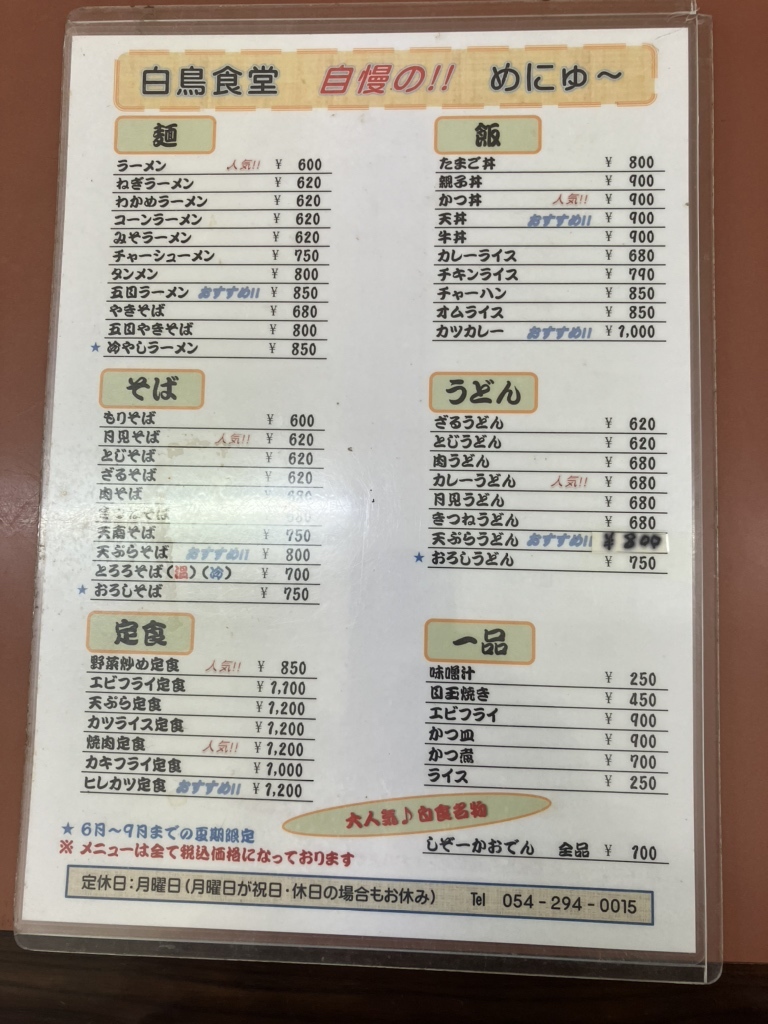 白鳥食堂 自慢の!! めにゅ～
麺
ラーメン 人気!! ¥ 600
ねぎラーメン ¥ 620
わかめラーメン ¥ 620
コーンラーメン ¥ 620
みそラーメン ¥ 620
チャーシューメン ¥ 750
タンメン ¥ 800
五目ラーメン おすすめ!! ¥ 850
やきそば ¥ 680
五目やきそば ¥ 800
★ 冷やしラーメン ¥ 850
飯
たまご丼 ¥ 800
親子丼 ¥ 900
かつ丼 人気!! ¥ 900
天丼 おすすめ!! ¥ 900
牛丼 ¥ 900
カレーライス ¥ 680
チキンライス ¥ 790
チャーハン ¥ 850
オムライス ¥ 850
カツカレー おすすめ!! ¥ 1,000
そば
もりそば ¥ 600
月見そば 人気!! ¥ 620
とじそば ¥ 620
ざるそば ¥ 620
肉そば ¥ 680
そば ¥ 680
天南そば ¥ 750
天ぷらそば おすすめ!! ¥ 800
とろろそば(温)(冷) ¥ 700
★ おろしそば ¥ 750
うどん
ざるうどん ¥ 620
とじうどん ¥ 620
肉うどん ¥ 680
カレーうどん 人気!! ¥ 680
月見うどん ¥ 680
きつねうどん ¥ 680
天ぷらうどん おすすめ!! ¥ 800
★ おろしうどん ¥ 750
定食
野菜炒め定食 人気!! ¥ 850
エビフライ定食 ¥ 1,100
天ぷら定食 ¥ 1,200
カツライス定食 ¥ 1,200
焼肉定食 人気!! ¥ 1,200
カキフライ定食 ¥ 1,000
ヒレカツ定食 おすすめ!! ¥ 1,200
一品
味噌汁 ¥ 250
目玉焼き ¥ 450
エビフライ ¥ 900
かつ皿 ¥ 900
かつ煮 ¥ 700
ライス ¥ 250
大人気♪白食名物
しぞーかおでん 全品 ¥ 100
★ 6月～9月までの夏期限定
※ メニューは全て税込価格になっております
定休日：月曜日（月曜日が祝日・休日の場合もお休み） Tel 054-294-0015